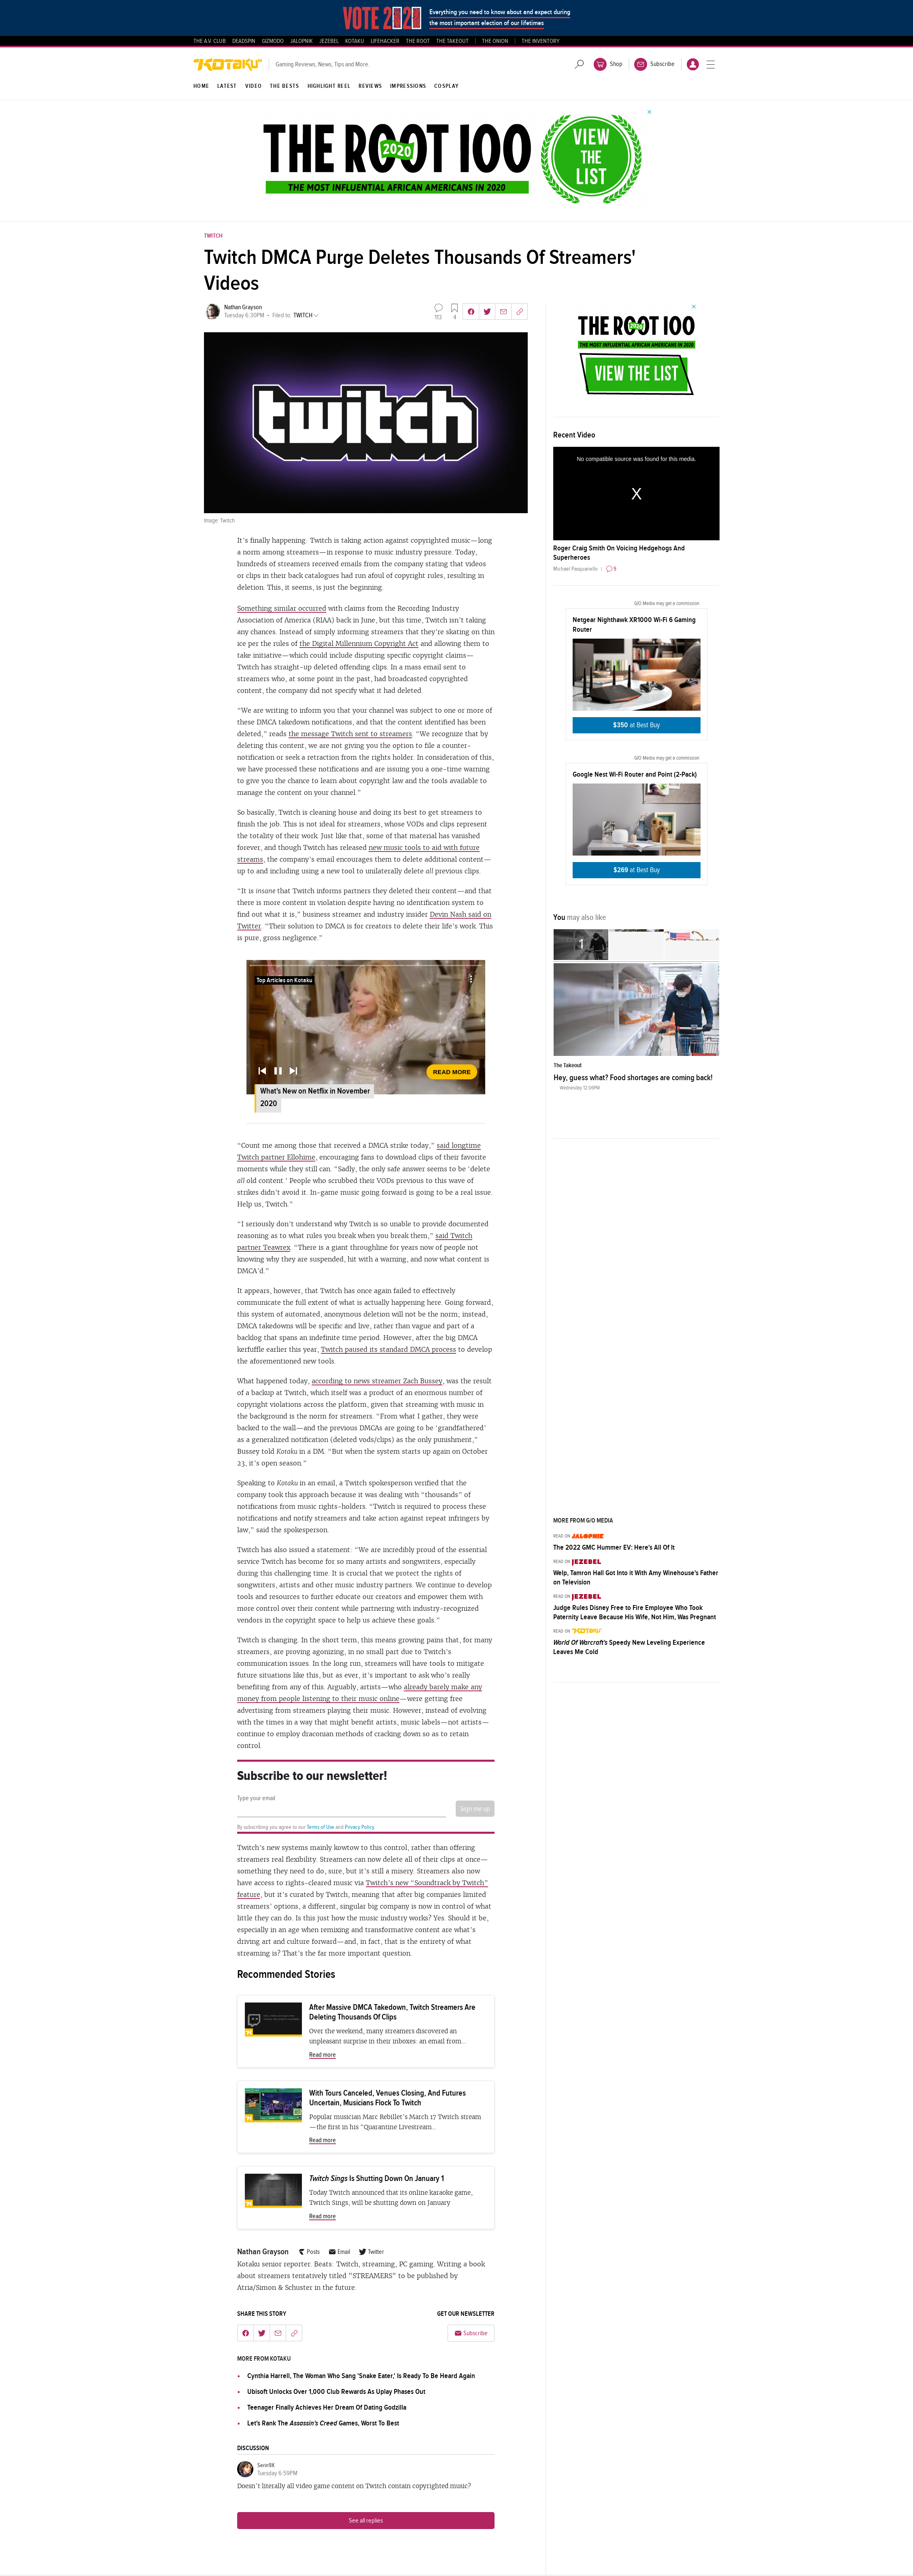 VOTE 2020
Everything you need to know about and expect during
the most important election of our lifetimes
THE A.V. CLUB DEADSPIN GIZMODO JALOPNIK JEZEBEL KOTAKU LIFEHACKER THE ROOT THE TAKEOUT THE ONION THE INVENTORY
KOTAKU
Gaming Reviews, News, Tips and More.
Shop
Subscribe
HOME LATEST VIDEO THE BESTS HIGHLIGHT REEL REVIEWS IMPRESSIONS COSPLAY
THE ROOT 100
2020
THE MOST INFLUENTIAL AFRICAN AMERICANS IN 2020
VIEW
THE
LIST
TWITCH
Twitch DMCA Purge Deletes Thousands Of Streamers'
Videos
Nathan Grayson
Tuesday 6:30PM • Filed to: TWITCH
113
4
twitch
Image: Twitch
It's finally happening: Twitch is taking action against copyrighted music—long
a norm among streamers—in response to music industry pressure. Today,
hundreds of streamers received emails from the company stating that videos
or clips in their back catalogues had run afoul of copyright rules, resulting in
deletion. This, it seems, is just the beginning.
Something similar occurred with claims from the Recording Industry
Association of America (RIAA) back in June, but this time, Twitch isn't taking
any chances. Instead of simply informing streamers that they're skating on thin
ice per the rules of the Digital Millennium Copyright Act and allowing them to
take initiative—which could include disputing specific copyright claims—
Twitch has straight-up deleted offending clips. In a mass email sent to
streamers who, at some point in the past, had broadcasted copyrighted
content, the company did not specify what it had deleted.
"We are writing to inform you that your channel was subject to one or more of
these DMCA takedown notifications, and that the content identified has been
deleted," reads the message Twitch sent to streamers. "We recognize that by
deleting this content, we are not giving you the option to file a counter-
notification or seek a retraction from the rights holder. In consideration of this,
we have processed these notifications and are issuing you a one-time warning
to give you the chance to learn about copyright law and the tools available to
manage the content on your channel."
So basically, Twitch is cleaning house and doing its best to get streamers to
finish the job. This is not ideal for streamers, whose VODs and clips represent
the totality of their work. Just like that, some of that material has vanished
forever, and though Twitch has released new music tools to aid with future
streams, the company's email encourages them to delete additional content—
up to and including using a new tool to unilaterally delete all previous clips.
"It is insane that Twitch informs partners they deleted their content—and that
there is more content in violation despite having no identification system to
find out what it is," business streamer and industry insider Devin Nash said on
Twitter. "Their solution to DMCA is for creators to delete their life's work. This
is pure, gross negligence."
Top Articles on Kotaku
READ MORE
What's New on Netflix in November
2020
"Count me among those that received a DMCA strike today," said longtime
Twitch partner Ellohime, encouraging fans to download clips of their favorite
moments while they still can. "Sadly, the only safe answer seems to be 'delete
all old content.' People who scrubbed their VODs previous to this wave of
strikes didn't avoid it. In-game music going forward is going to be a real issue.
Help us, Twitch."
"I seriously don't understand why Twitch is so unable to provide documented
reasoning as to what rules you break when you break them," said Twitch
partner Teawrex. "There is a giant throughline for years now of people not
knowing why they are suspended, hit with a warning, and now what content is
DMCA'd."
It appears, however, that Twitch has once again failed to effectively
communicate the full extent of what is actually happening here. Going forward,
this system of automated, anonymous deletion will not be the norm; instead,
DMCA takedowns will be specific and live, rather than vague and part of a
backlog that spans an indefinite time period. However, after the big DMCA
kerfuffle earlier this year, Twitch paused its standard DMCA process to develop
the aforementioned new tools.
What happened today, according to news streamer Zach Bussey, was the result
of a backup at Twitch, which itself was a product of an enormous number of
copyright violations across the platform, given that streaming with music in
the background is the norm for streamers. "From what I gather, they were
backed to the wall—and the previous DMCAs are going to be 'grandfathered'
as a generalized notification (deleted vods/clips) as the only punishment,"
Bussey told Kotaku in a DM. "But when the system starts up again on October
23, it's open season."
Speaking to Kotaku in an email, a Twitch spokesperson verified that the
company took this approach because it was dealing with "thousands" of
notifications from music rights-holders. "Twitch is required to process these
notifications and notify streamers and take action against repeat infringers by
law," said the spokesperson.
Twitch has also issued a statement: "We are incredibly proud of the essential
service Twitch has become for so many artists and songwriters, especially
during this challenging time. It is crucial that we protect the rights of
songwriters, artists and other music industry partners. We continue to develop
tools and resources to further educate our creators and empower them with
more control over their content while partnering with industry-recognized
vendors in the copyright space to help us achieve these goals."
Twitch is changing. In the short term, this means growing pains that, for many
streamers, are proving agonizing, in no small part due to Twitch's
communication issues. In the long run, streamers will have tools to mitigate
future situations like this, but as ever, it's important to ask who's really
benefiting from any of this. Arguably, artists—who already barely make any
money from people listening to their music online—were getting free
advertising from streamers playing their music. However, instead of evolving
with the times in a way that might benefit artists, music labels—not artists—
continue to employ draconian methods of cracking down so as to retain
control.
Subscribe to our newsletter!
Type your email
Sign me up
By subscribing you agree to our Terms of Use and Privacy Policy.
Twitch's new systems mainly kowtow to this control, rather than offering
streamers real flexibility. Streamers can now delete all of their clips at once—
something they need to do, sure, but it's still a misery. Streamers also now
have access to rights-cleared music via Twitch's new "Soundtrack by Twitch"
feature, but it's curated by Twitch, meaning that after big companies limited
streamers' options, a different, singular big company is now in control of what
little they can do. Is this just how the music industry works? Yes. Should it be,
especially in an age when remixing and transformative content are what's
driving art and culture forward—and, in fact, that is the entirety of what
streaming is? That's the far more important question.
Recommended Stories
After Massive DMCA Takedown, Twitch Streamers Are
Deleting Thousands Of Clips
Over the weekend, many streamers discovered an
unpleasant surprise in their inboxes: an email from...
Read more
With Tours Canceled, Venues Closing, And Futures
Uncertain, Musicians Flock To Twitch
Popular musician Marc Rebillet's March 17 Twitch stream
—the first in his "Quarantine Livestream...
Read more
Twitch Sings Is Shutting Down On January 1
Today Twitch announced that its online karaoke game,
Twitch Sings, will be shutting down on January
Read more
Nathan Grayson
Posts Email Twitter
Kotaku senior reporter. Beats: Twitch, streaming, PC gaming. Writing a book
about streamers tentatively titled "STREAMERS" to be published by
Atria/Simon & Schuster in the future.
SHARE THIS STORY
GET OUR NEWSLETTER
Subscribe
MORE FROM KOTAKU
Cynthia Harrell, The Woman Who Sang 'Snake Eater,' Is Ready To Be Heard Again
Ubisoft Unlocks Over 1,000 Club Rewards As Uplay Phases Out
Teenager Finally Achieves Her Dream Of Dating Godzilla
Let's Rank The Assassin's Creed Games, Worst To Best
DISCUSSION
Tuesday 6:59PM
Doesn't literally all video game content on Twitch contain copyrighted music?
See all replies
THE ROOT 100
2020
THE MOST INFLUENTIAL AFRICAN AMERICANS IN 2020
VIEW THE LIST
Recent Video
No compatible source was found for this media.
X
Roger Craig Smith On Voicing Hedgehogs And
Superheroes
Michael Pasquariello
9
G/O Media may get a commission
Netgear Nighthawk XR1000 Wi-Fi 6 Gaming
Router
$350 at Best Buy
G/O Media may get a commission
Google Nest Wi-Fi Router and Point (2-Pack)
$269 at Best Buy
You may also like
1
The Takeout
Hey, guess what? Food shortages are coming back!
Wednesday 12:06PM
MORE FROM G/O MEDIA
READ ON JALOPNIK
The 2022 GMC Hummer EV: Here's All Of It
READ ON JEZEBEL
Welp, Tamron Hall Got Into it With Amy Winehouse's Father
on Television
READ ON JEZEBEL
Judge Rules Disney Free to Fire Employee Who Took
Paternity Leave Because His Wife, Not Him, Was Pregnant
READ ON KOTAKU
World Of Warcraft's Speedy New Leveling Experience
Leaves Me Cold